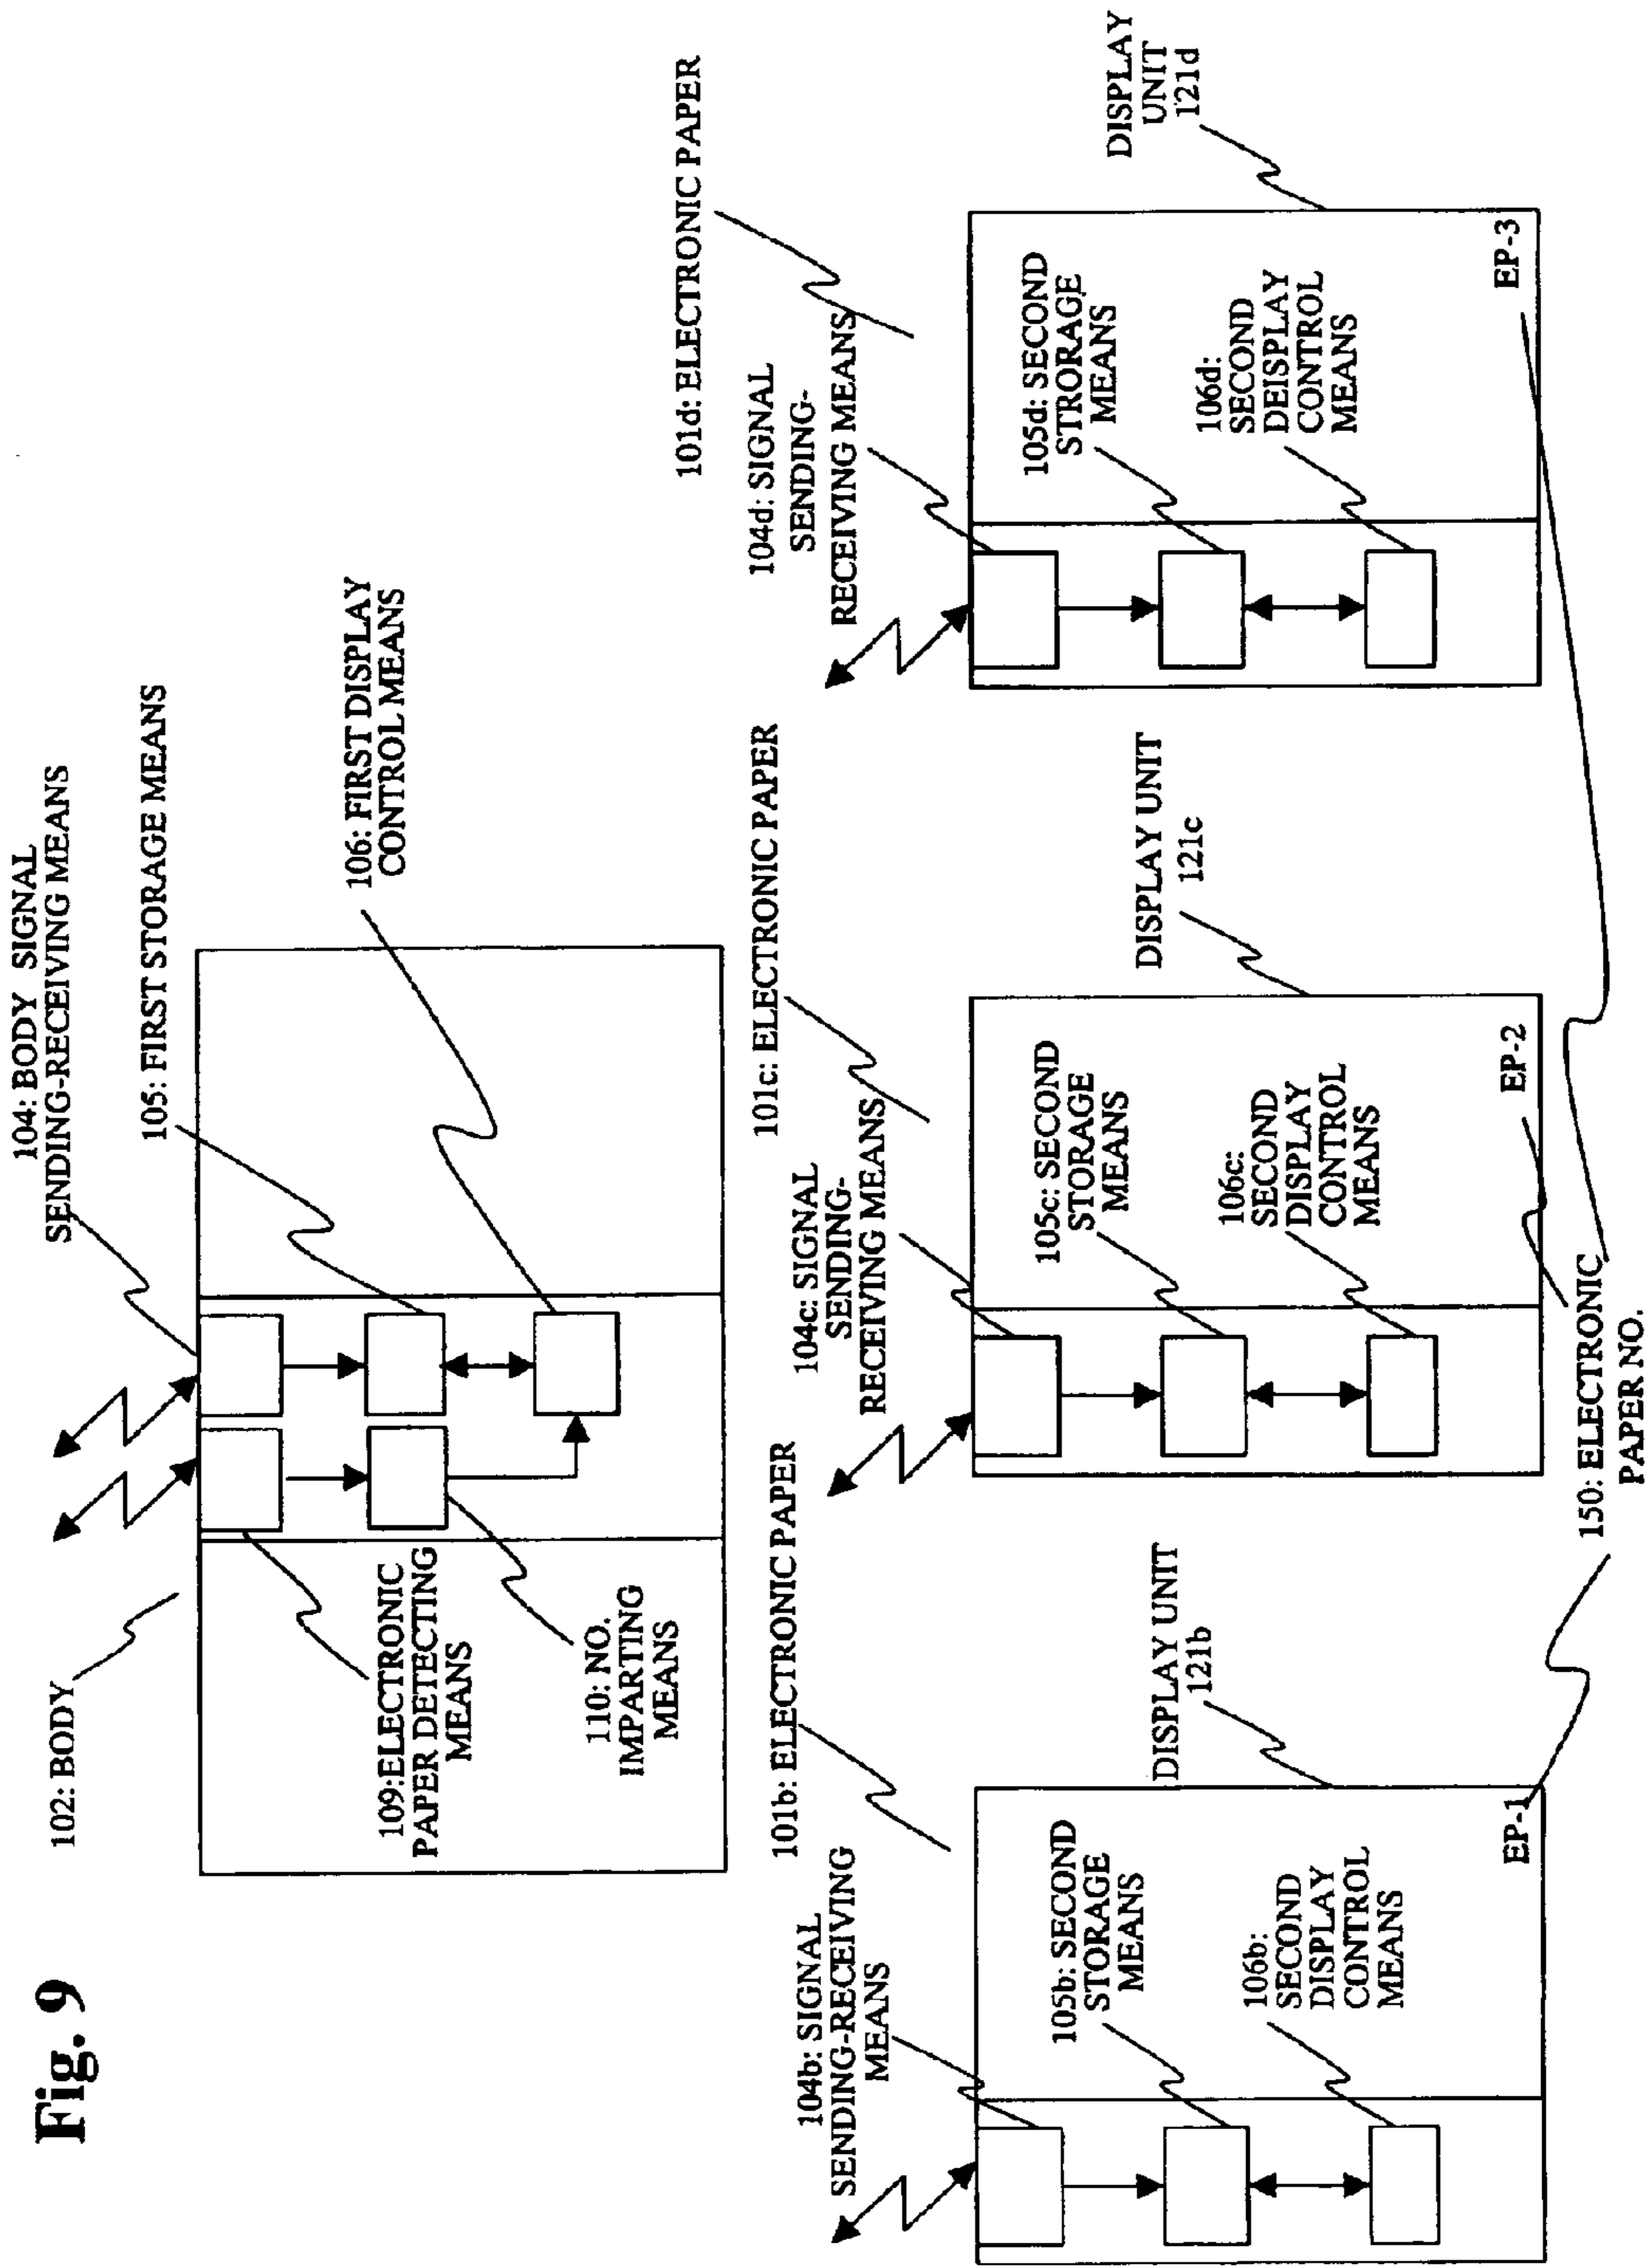 Fig. 9
102: BODY
104: BODY SIGNAL
SENDING-RECEIVING MEANS
105: FIRST STORAGE MEANS
106: FIRST DISPLAY
CONTROL MEANS
109:ELECTRONIC
PAPER DETECTING
MEANS
110: NO.
IMPARTING
MEANS
101b: ELECTRONIC PAPER
104b: SIGNAL
SENDING-RECEIVING
MEANS
105b: SECOND
STORAGE
MEANS
106b:
SECOND
DISPLAY
CONTROL
MEANS
EP-1
DISPLAY UNIT
121b
101c: ELECTRONIC PAPER
104c: SIGNAL
SENDING-
RECEIVING MEANS
105c: SECOND
STORAGE
MEANS
106c:
SECOND
DISPLAY
CONTROL
MEANS
EP-2
DISPLAY UNIT
121c
101d: ELECTRONIC PAPER
104d: SIGNAL
SENDING-
RECEIVING MEANS
105d: SECOND
STRORAGE
MEANS
106d:
SECOND
DEISPLAY
CONTROL
MEANS
EP-3
DISPLAY
UNIT
121d
150: ELECTRONIC
PAPER NO.